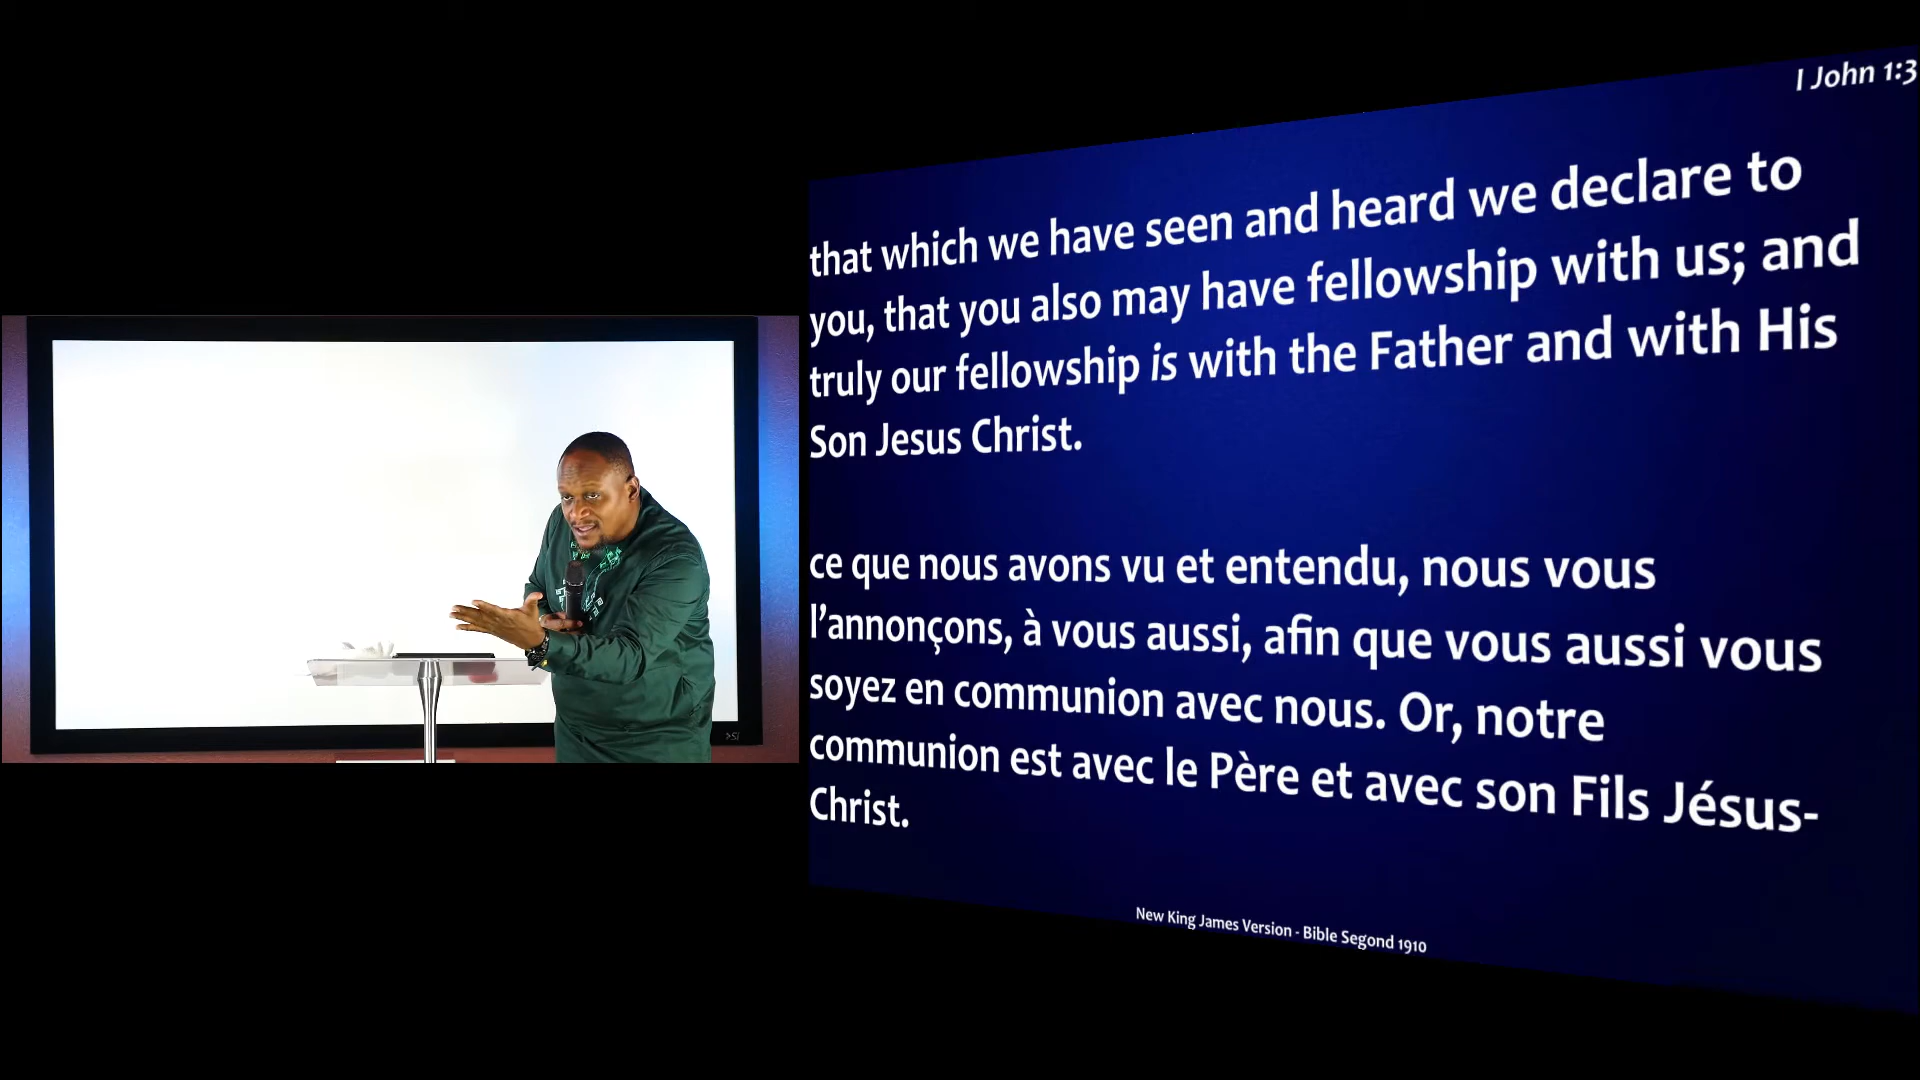 I John 1:3
that which we have seen and heard we declare to
you, that you also may have fellowship with us; and
truly our fellowship is with the Father and with His
Son Jesus Christ.
ce que nous avons vu et entendu, nous vous
l’annonçons, à vous aussi, afin que vous aussi vous
soyez en communion avec nous. Or, notre
communion est avec le Père et avec son Fils Jésus-
Christ.
New King James Version - Bible Segond 1910